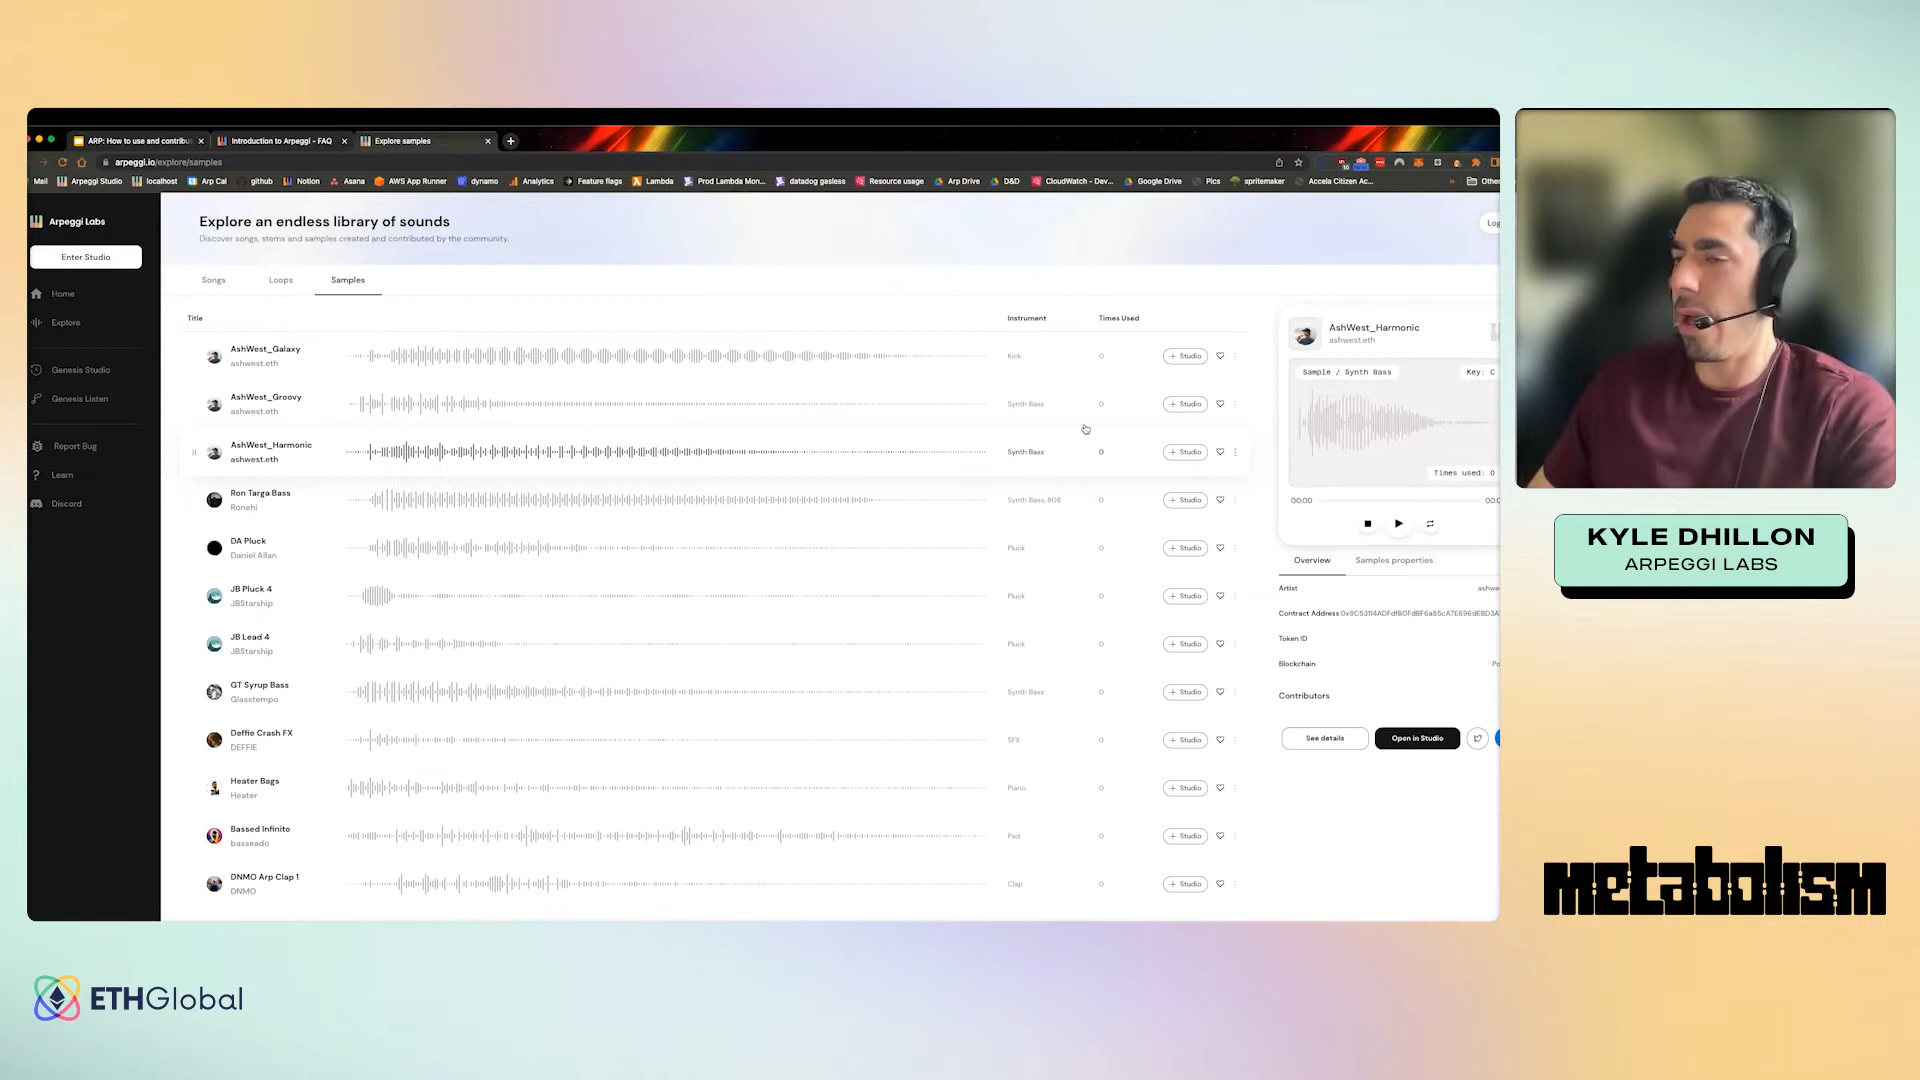 ARP: How to use and contribu
Introduction to Arpeggi - FAQ
Explore samples
arpeggi.io/explore/samples
Mail
Arpeggi Studio
localhost
Arp Cal
github
Notion
Asana
AWS App Runner
dynamo
Analytics
Feature flags
Lambda
Prod Lambda Mon...
datadog gasless
Resource usage
Arp Drive
D&D
CloudWatch - Dev...
Google Drive
Pics
spritemaker
Accela Citizen Ac...
Other
Arpeggi Labs
Enter Studio
Home
Explore
Genesis Studio
Genesis Listen
Report Bug
Learn
Discord
Explore an endless library of sounds
Discover songs, stems and samples created and contributed by the community.
Log
Songs Loops Samples
Title Instrument Times Used
AshWest_Galaxy
ashwest.eth
Kick 0 + Studio
AshWest_Groovy
ashwest.eth
Synth Bass 0 + Studio
AshWest_Harmonic
ashwest.eth
Synth Bass 0 + Studio
Ron Targa Bass
Ronehi
Synth Bass, 808 0 + Studio
DA Pluck
Daniel Allan
Pluck 0 + Studio
JB Pluck 4
JBStarship
Pluck 0 + Studio
JB Lead 4
JBStarship
Pluck 0 + Studio
GT Syrup Bass
Glasstempo
Synth Bass 0 + Studio
Deffie Crash FX
DEFFIE
SFX 0 + Studio
Heater Bags
Heater
Piano 0 + Studio
Bassed Infinito
basseado
Pad 0 + Studio
DNMO Arp Clap 1
DNMO
Clap 0 + Studio
AshWest_Harmonic
ashwest.eth
Sample / Synth Bass Key: C
Times used: 0
00:00 00:0
Overview Samples properties
Artist ashwe
Contract Address
Token ID
Blockchain Po
Contributors
See details Open in Studio
KYLE DHILLON
ARPEGGI LABS
metabolism
ETHGlobal